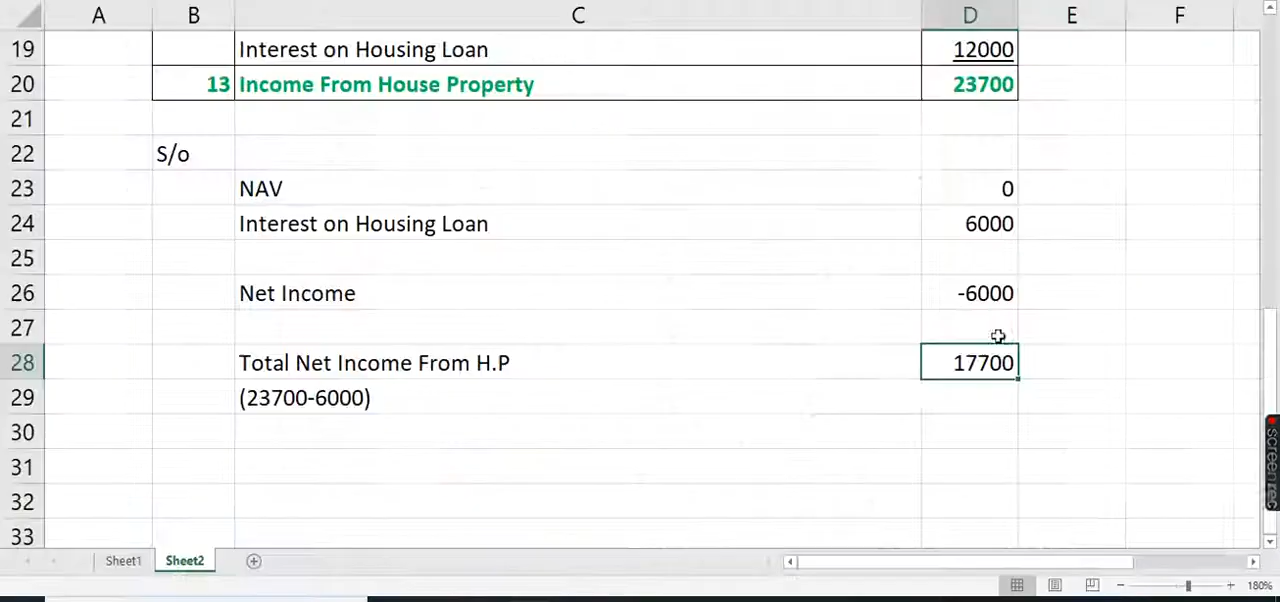 A B C D E F
19 Interest on Housing Loan 12000
20 13 Income From House Property 23700
21
22 S/o
23 NAV 0
24 Interest on Housing Loan 6000
25
26 Net Income -6000
27
28 Total Net Income From H.P 17700
29 (23700-6000)
30
31
32
33
Sheet1 Sheet2
180%
screenrec